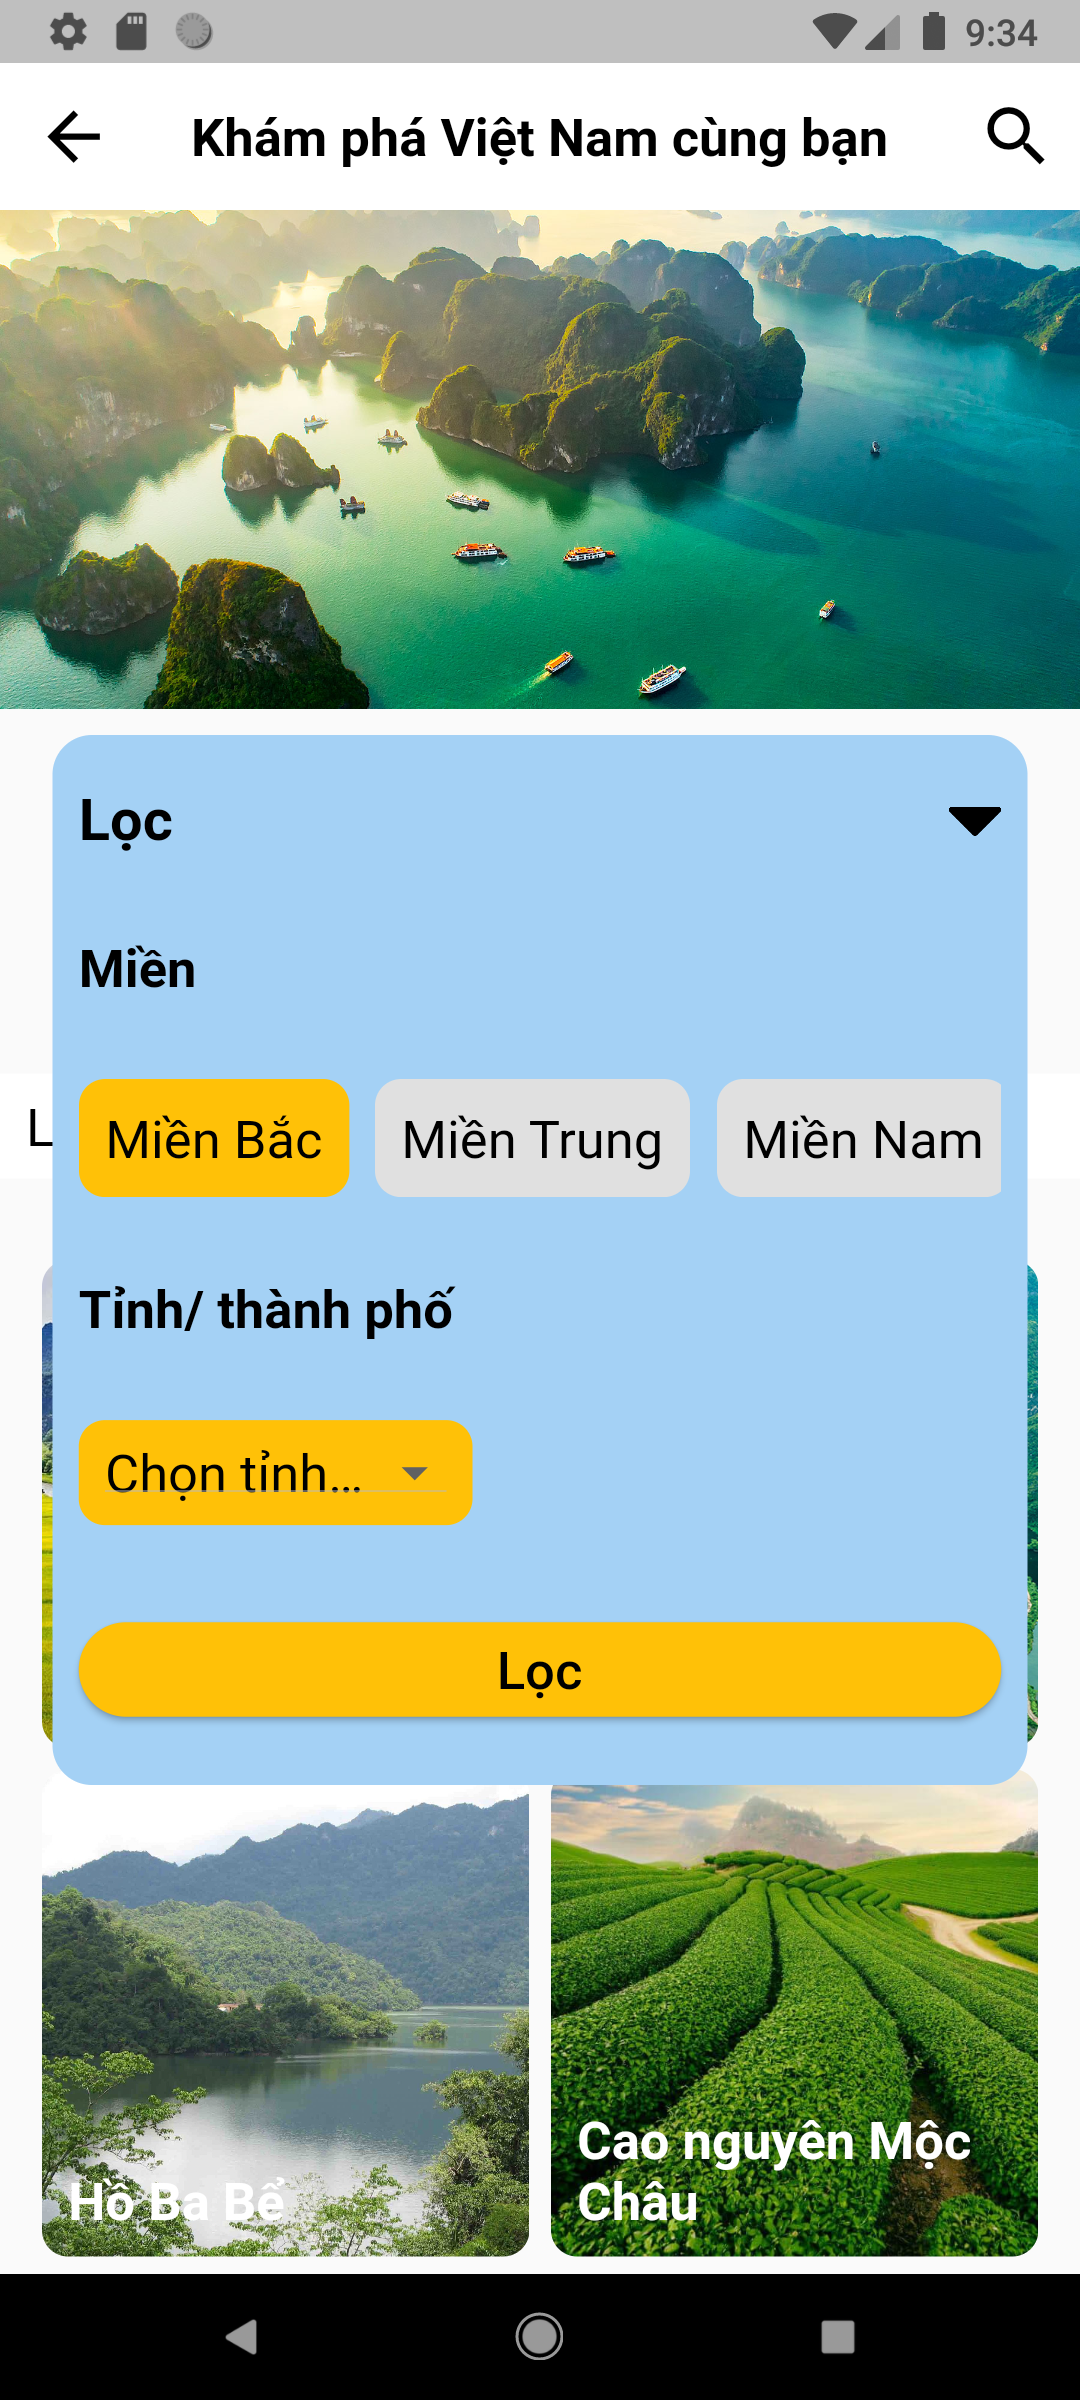 9:34
Khám phá Việt Nam cùng bạn
Lọc
Miền
L
Miền Bắc
Miền Trung
Miền Nam
Tỉnh/ thành phố
Chọn tỉnh...
Lọc
Hồ Ba Bể
Cao nguyên Mộc
Châu